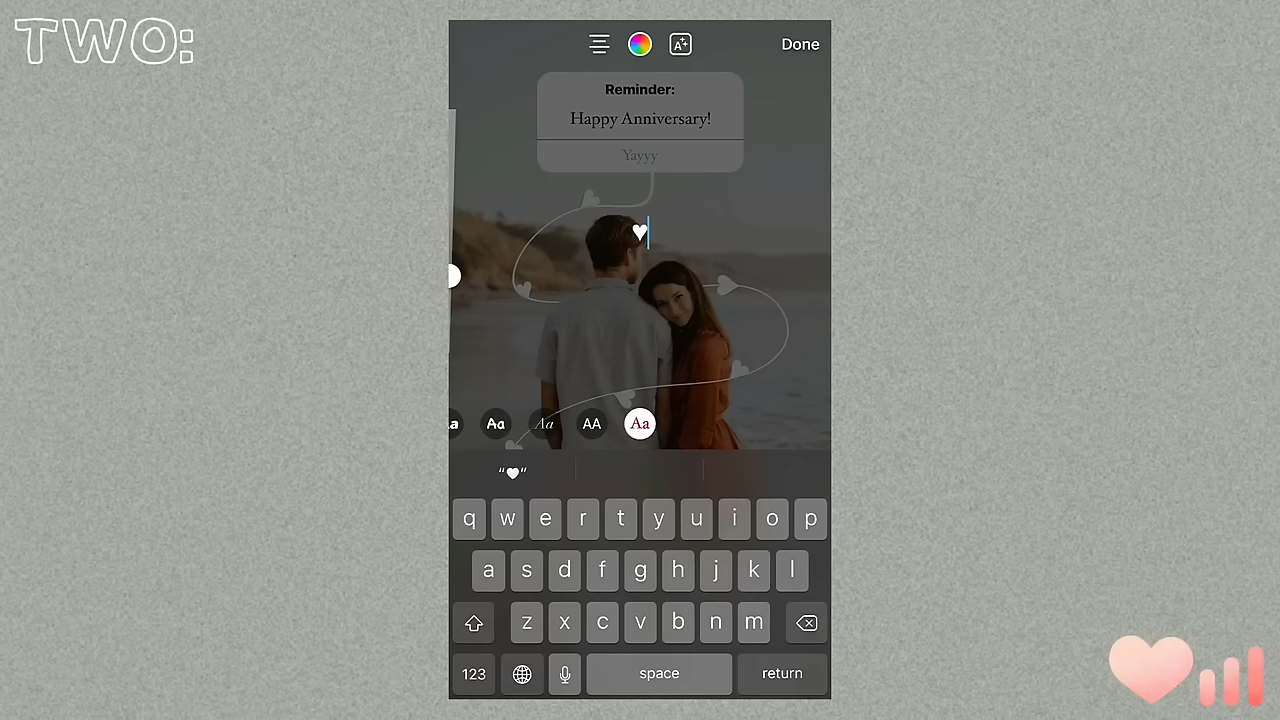 TWO:
Done
Reminder:
Happy Anniversary!
Yayyy
a Aa Aa AA Aa
"♥"
q w e r t y u i o p
a s d f g h j k l
z x c v b n m
123 space return